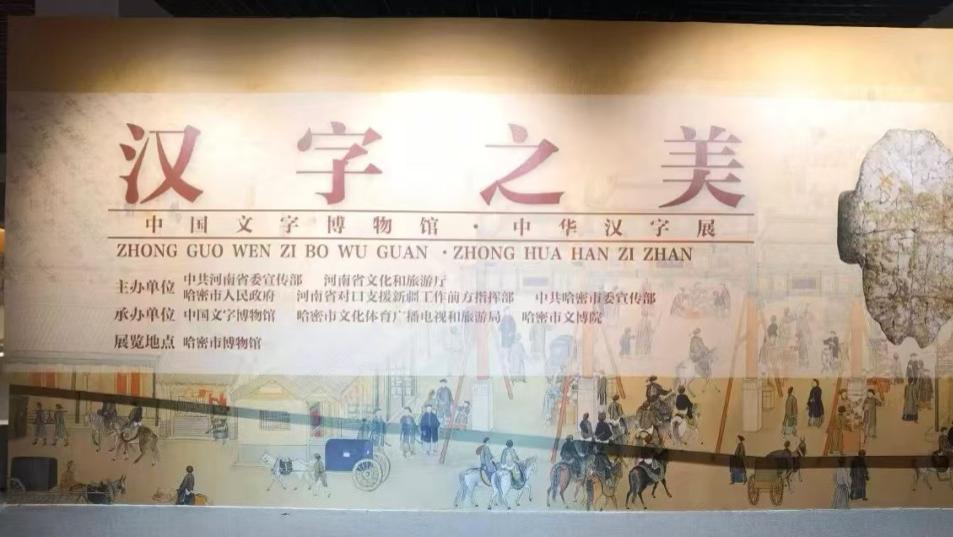 汉字之美
中国文字博物馆·中华汉字展
ZHONG GUO WEN ZI BO WU GUAN · ZHONG HUA HAN ZI ZHAN
主办单位 中共河南省委宣传部 河南省文化和旅游厅
哈密市人民政府 河南省对口支援新疆工作前方指挥部 中共哈密市委宣传部
承办单位 中国文字博物馆 哈密市文化体育广播电视和旅游局 哈密市文博院
展览地点 哈密市博物馆